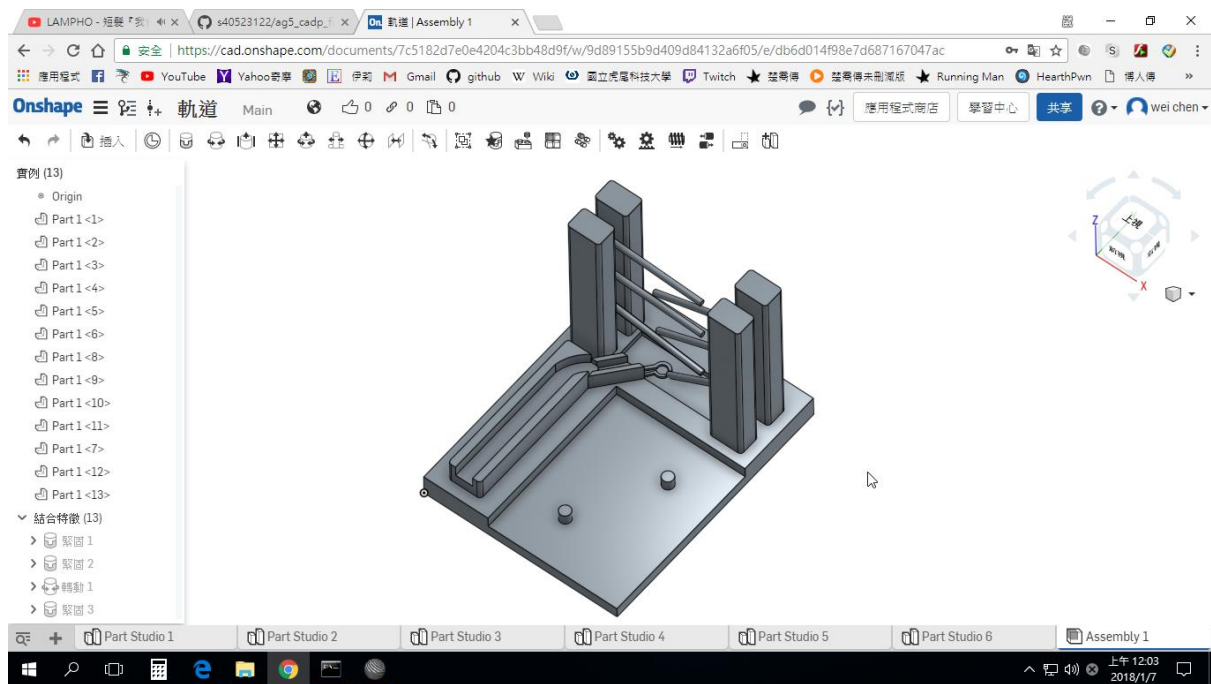 LAMPHO - 短髮『我
s40523122/ag5_cadp_f
軌道 | Assembly 1
安全 | https://cad.onshape.com/documents/7c5182d7e0e4204c3bb48d9f/w/9d89155b9d409d84132a6f05/e/db6d014f98e7d687167047ac
應用程式 YouTube Yahoo奇摩 伊莉 Gmail github Wiki 國立虎尾科技大學 Twitch 楚喬傳 楚喬傳未刪減版 Running Man HearthPwn 博人傳 »
Onshape 軌道 Main 0 0 0 應用程式商店 學習中心 共享 wei chen
插入
實例 (13)
Origin
Part 1 <1>
Part 1 <2>
Part 1 <3>
Part 1 <4>
Part 1 <5>
Part 1 <6>
Part 1 <8>
Part 1 <9>
Part 1 <10>
Part 1 <11>
Part 1 <7>
Part 1 <12>
Part 1 <13>
結合特徵 (13)
緊固 1
緊固 2
轉動 1
緊固 3
Z
上視
前視
右視
X
Part Studio 1 Part Studio 2 Part Studio 3 Part Studio 4 Part Studio 5 Part Studio 6 Assembly 1
上午 12:03
2018/1/7